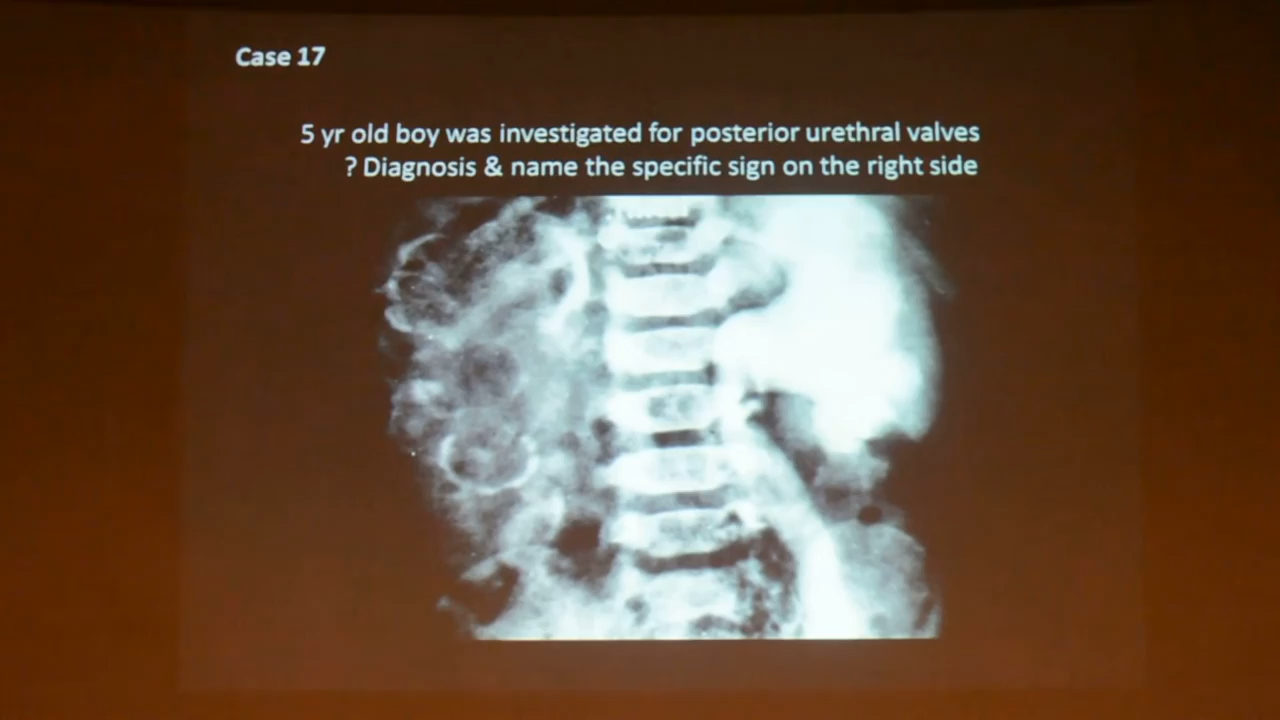 Case 17
5 yr old boy was investigated for posterior urethral valves
? Diagnosis & name the specific sign on the right side